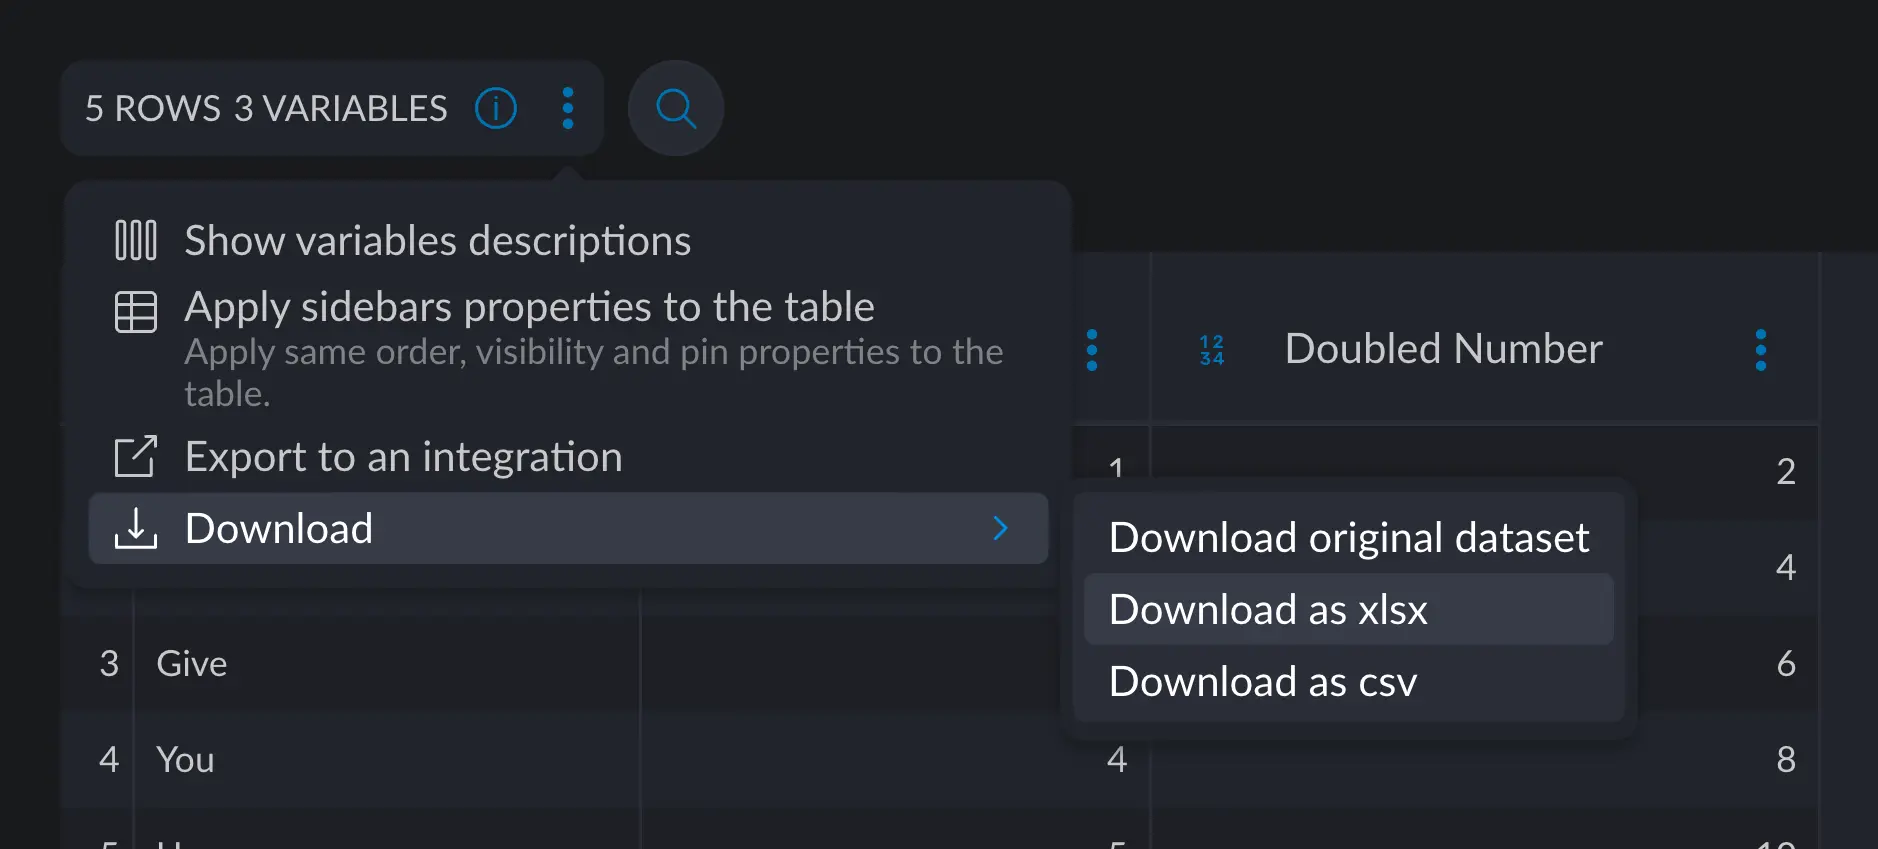 5 ROWS 3 VARIABLES
Show variables descriptions
Apply sidebars properties to the table
Apply same order, visibility and pin properties to the
table.
Export to an integration
Download
Download original dataset
Download as xlsx
Download as csv
12
34
Doubled Number
1 2
4
3 Give 6
4 You 4 8